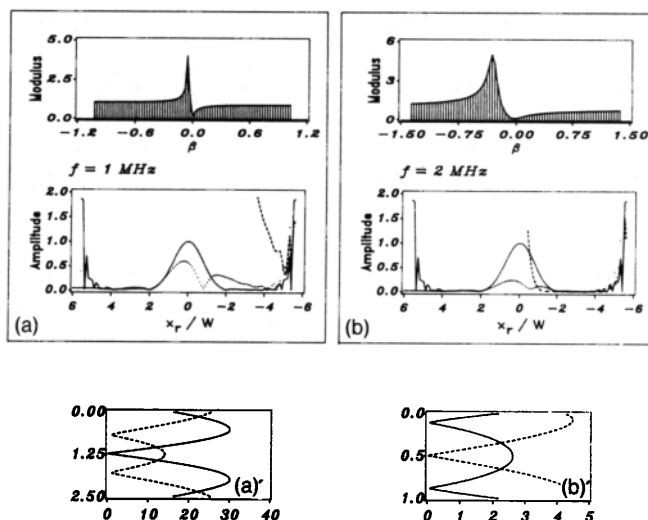 5.0
2.5
0.0
Modulus
-1.2 -0.6 0.0 0.6 1.2
β
f = 1 MHz
2.0
1.5
1.0
0.5
0.0
Amplitude
6 4 2 0 -2 -4 -6
x_r / W
(a)
6
3
0
Modulus
-1.50 -0.75 0.00 0.75 1.50
β
f = 2 MHz
2.0
1.5
1.0
0.5
0.0
Amplitude
6 4 2 0 -2 -4 -6
x_r / W
(b)
0.00
1.25
2.50
0 10 20 30 40
(a)'
0.0
0.5
1.0
0 1 2 3 4 5
(b)'